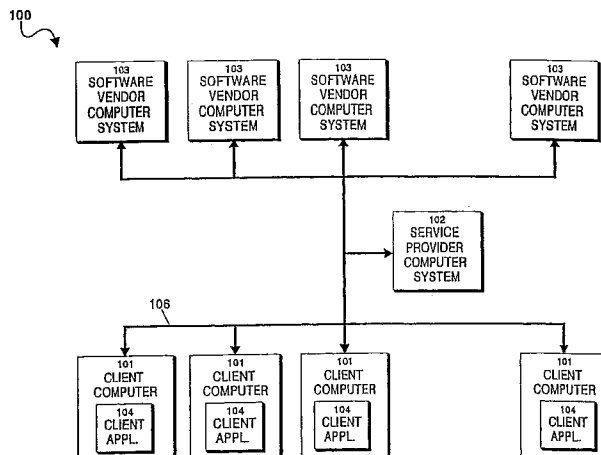 100
103
SOFTWARE
VENDOR
COMPUTER
SYSTEM
103
SOFTWARE
VENDOR
COMPUTER
SYSTEM
103
SOFTWARE
VENDOR
COMPUTER
SYSTEM
103
SOFTWARE
VENDOR
COMPUTER
SYSTEM
102
SERVICE
PROVIDER
COMPUTER
SYSTEM
106
101
CLIENT
COMPUTER
104
CLIENT
APPL.
101
CLIENT
COMPUTER
104
CLIENT
APPL.
101
CLIENT
COMPUTER
104
CLIENT
APPL.
101
CLIENT
COMPUTER
104
CLIENT
APPL.